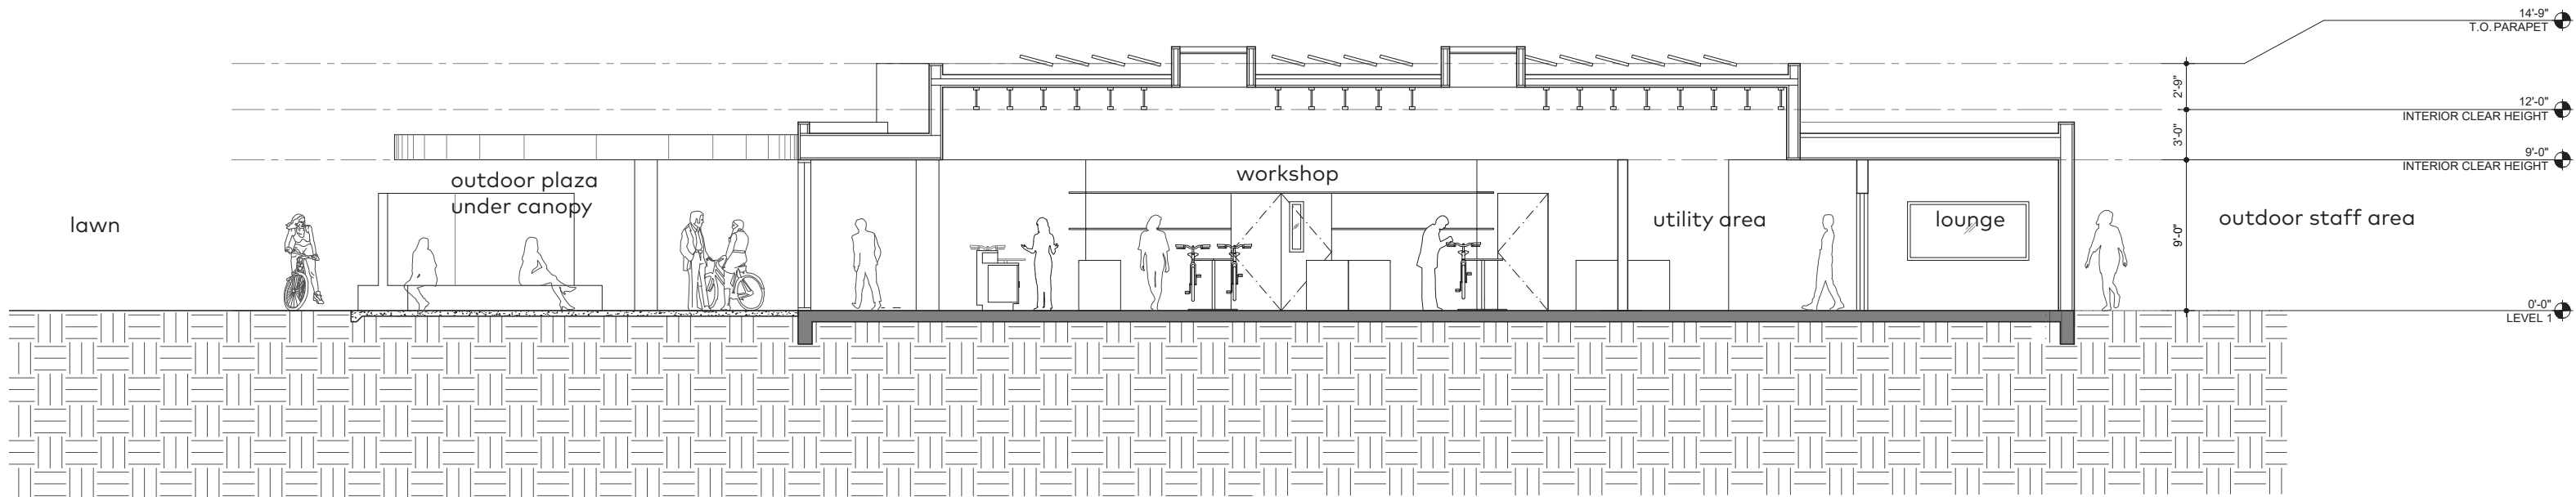 14'-9"
T.O. PARAPET
2'-9"
12'-0"
INTERIOR CLEAR HEIGHT
3'-0"
9'-0"
INTERIOR CLEAR HEIGHT
outdoor plaza
under canopy
workshop
lawn
utility area
lounge
outdoor staff area
9'-0"
0'-0"
LEVEL 1